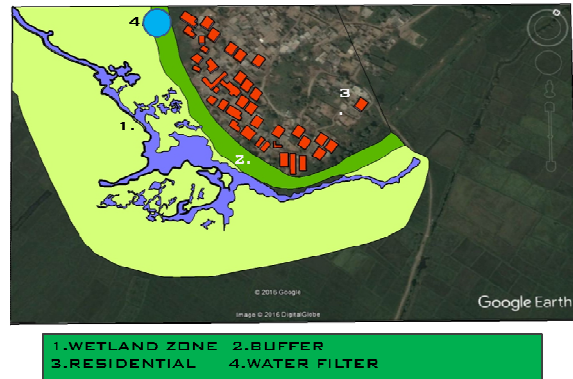 4
3
.
1.
2.
© 2016 Google
Image © 2016 DigitalGlobe
Google Earth
1.WETLAND ZONE 2.BUFFER
3.RESIDENTIAL 4.WATER FILTER